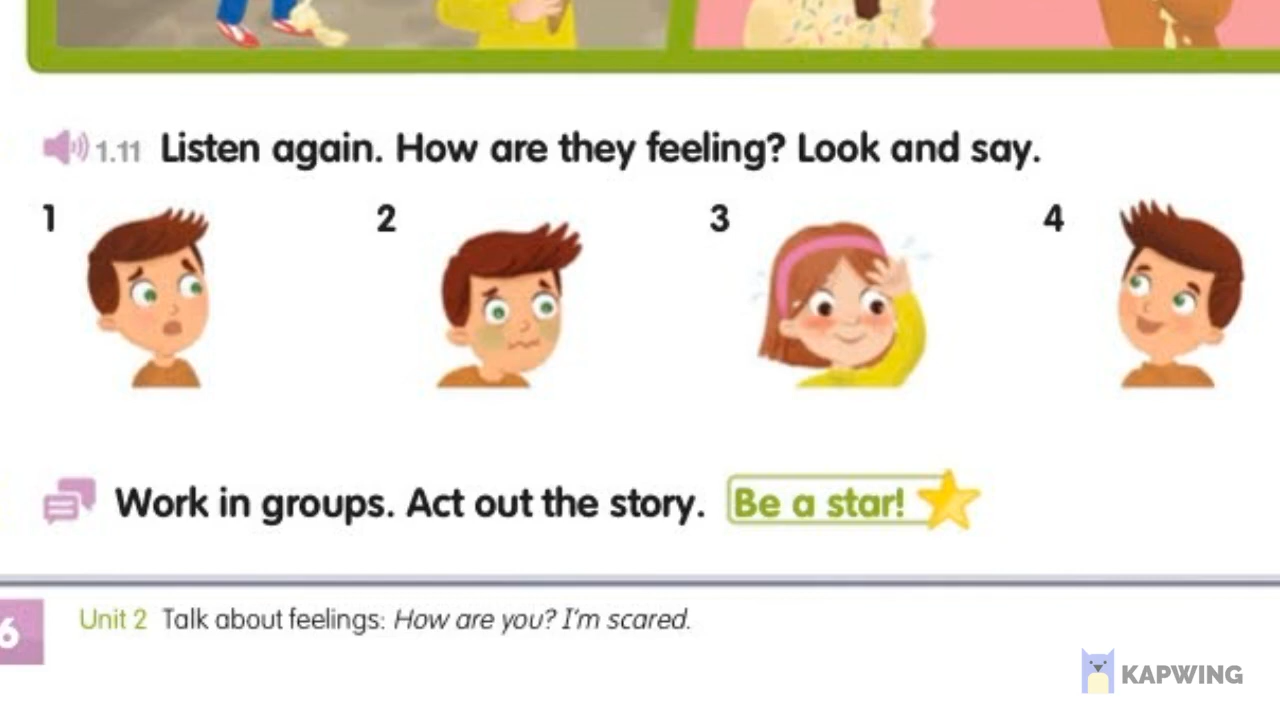 1.11 Listen again. How are they feeling? Look and say.
1 2 3 4
Work in groups. Act out the story. Be a star!
6 Unit 2 Talk about feelings: How are you? I'm scared.
KAPWING